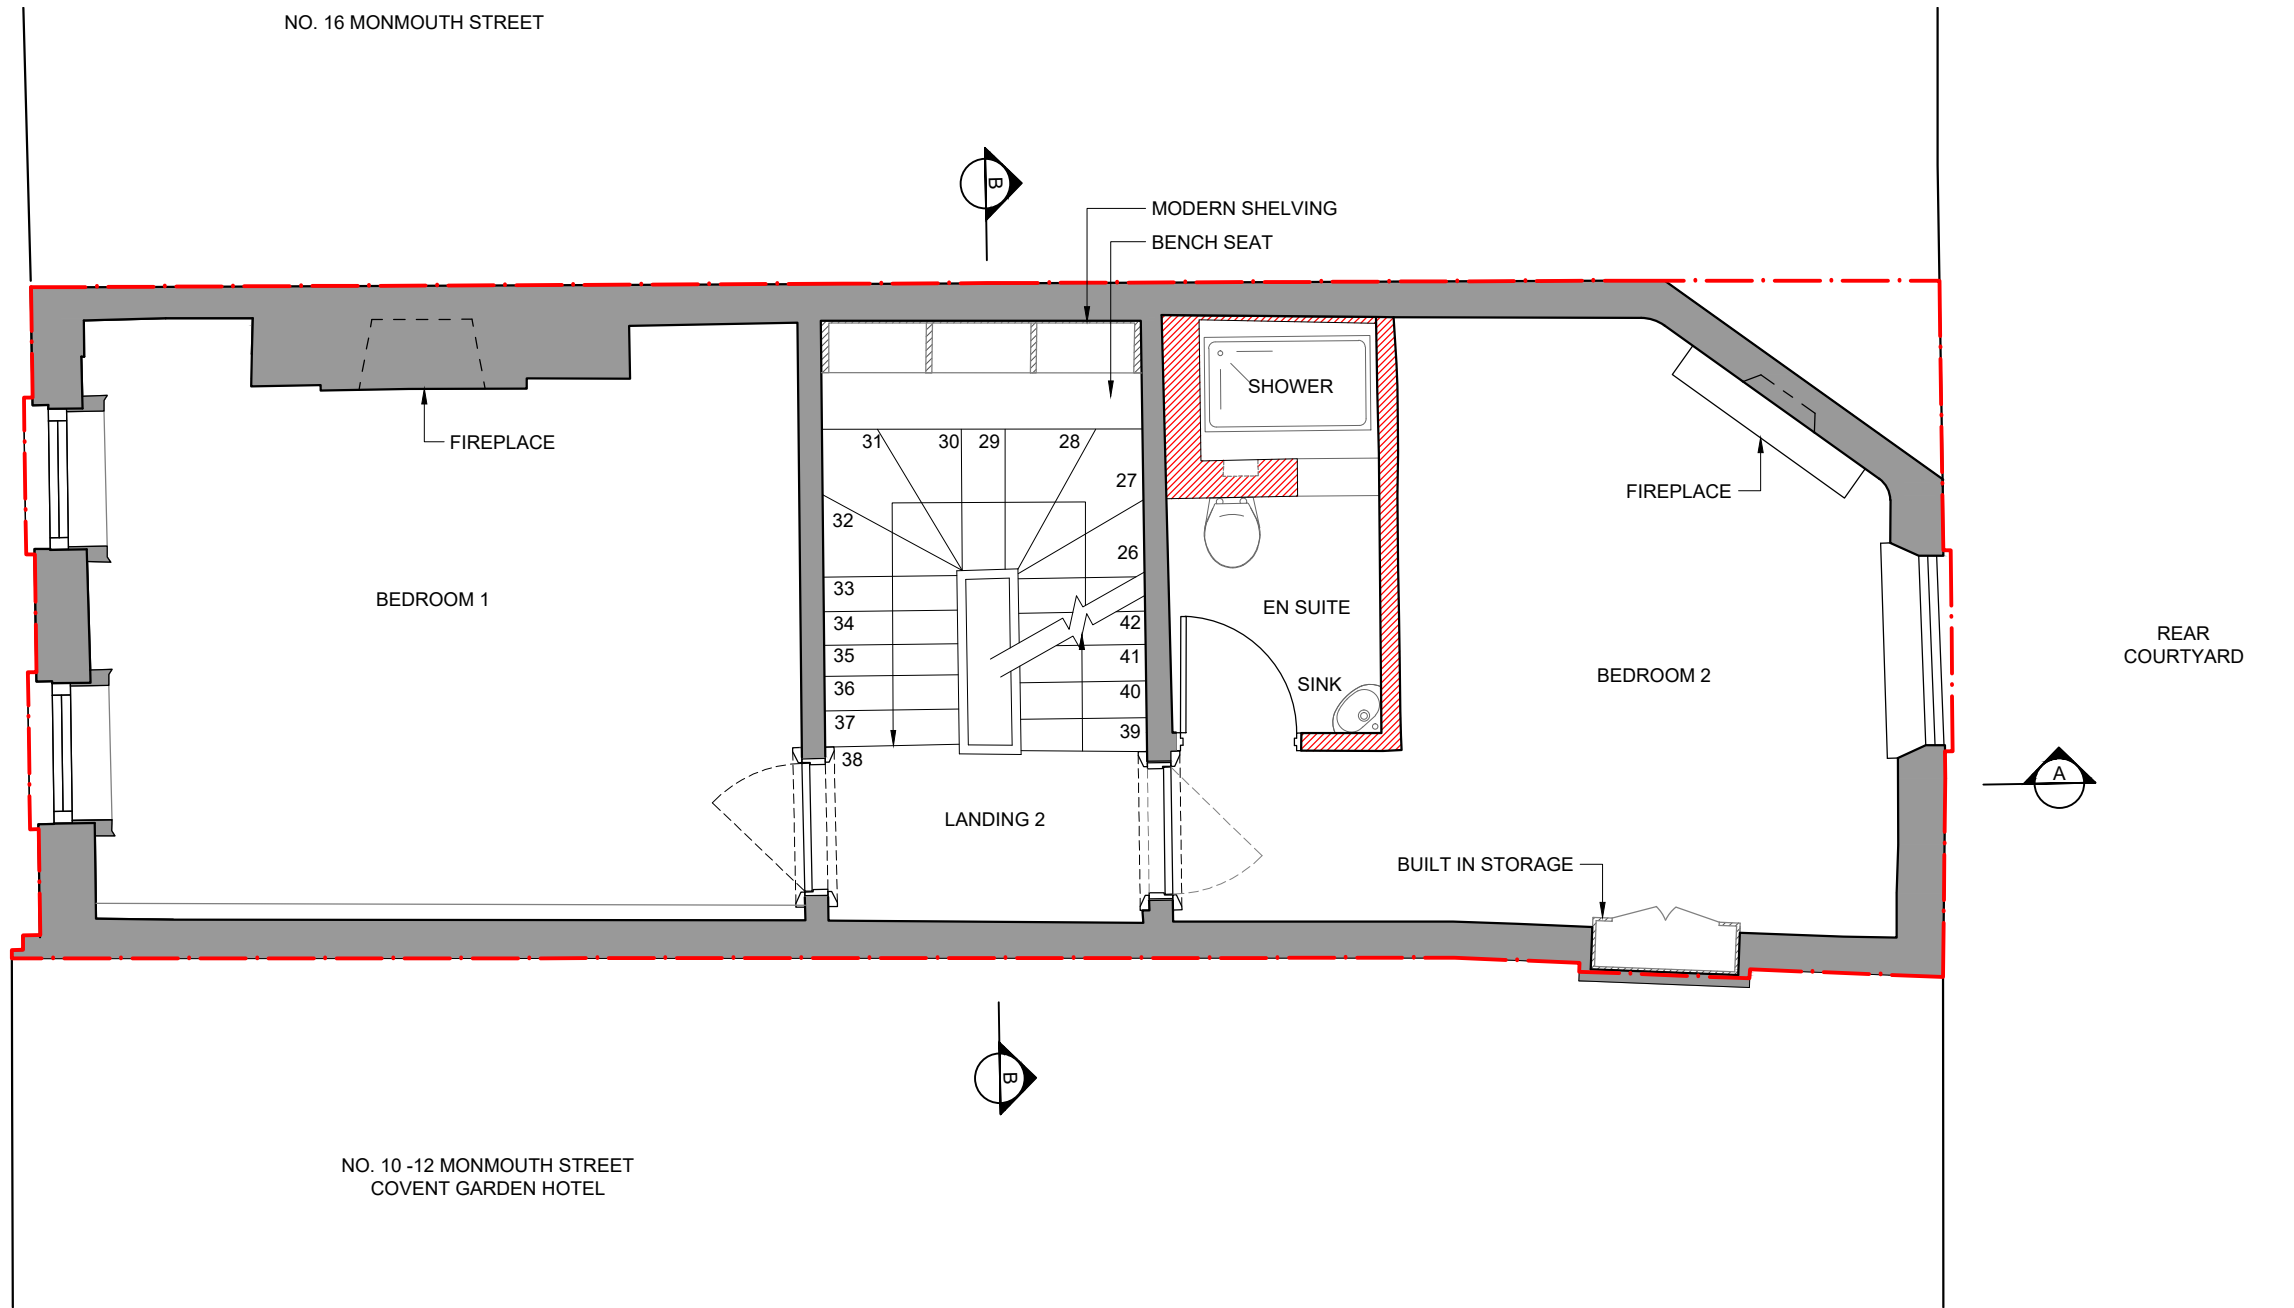 NO. 16 MONMOUTH STREET
B
MODERN SHELVING
BENCH SEAT
SHOWER
FIREPLACE
31
30
29
28
27
FIREPLACE
32
26
33
BEDROOM 1
EN SUITE
34
42
REAR
COURTYARD
35
41
BEDROOM 2
36
40
SINK
37
39
38
A
LANDING 2
BUILT IN STORAGE
B
NO. 10 -12 MONMOUTH STREET
COVENT GARDEN HOTEL